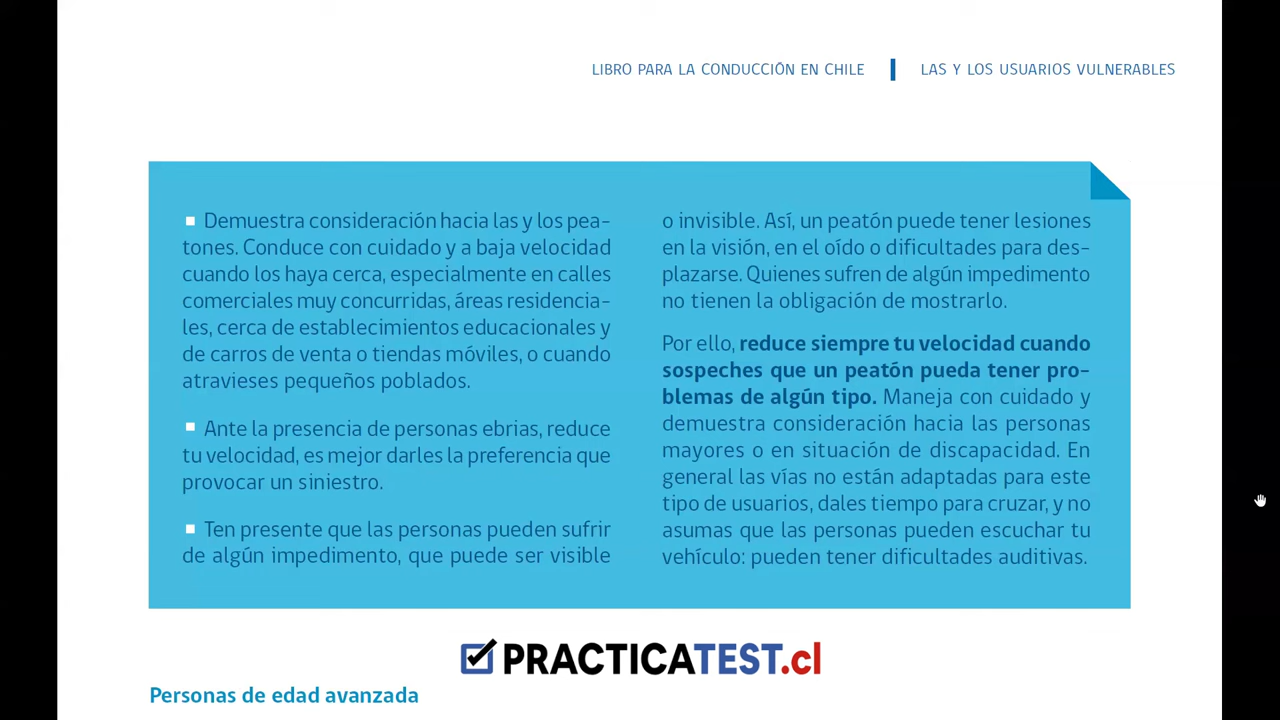 LIBRO PARA LA CONDUCCIÓN EN CHILE
LAS Y LOS USUARIOS VULNERABLES
Demuestra consideración hacia las y los pea-
tones. Conduce con cuidado y a baja velocidad
cuando los haya cerca, especialmente en calles
comerciales muy concurridas, áreas residencia-
les, cerca de establecimientos educacionales y
de carros de venta o tiendas móviles, o cuando
atravieses pequeños poblados.
Ante la presencia de personas ebrias, reduce
tu velocidad, es mejor darles la preferencia que
provocar un siniestro.
Ten presente que las personas pueden sufrir
de algún impedimento, que puede ser visible
o invisible. Así, un peatón puede tener lesiones
en la visión, en el oído o dificultades para des-
plazarse. Quienes sufren de algún impedimento
no tienen la obligación de mostrarlo.
Por ello, reduce siempre tu velocidad cuando
sospeches que un peatón pueda tener pro-
blemas de algún tipo. Maneja con cuidado y
demuestra consideración hacia las personas
mayores o en situación de discapacidad. En
general las vías no están adaptadas para este
tipo de usuarios, dales tiempo para cruzar, y no
asumas que las personas pueden escuchar tu
vehículo: pueden tener dificultades auditivas.
PRACTICATEST.cl
Personas de edad avanzada